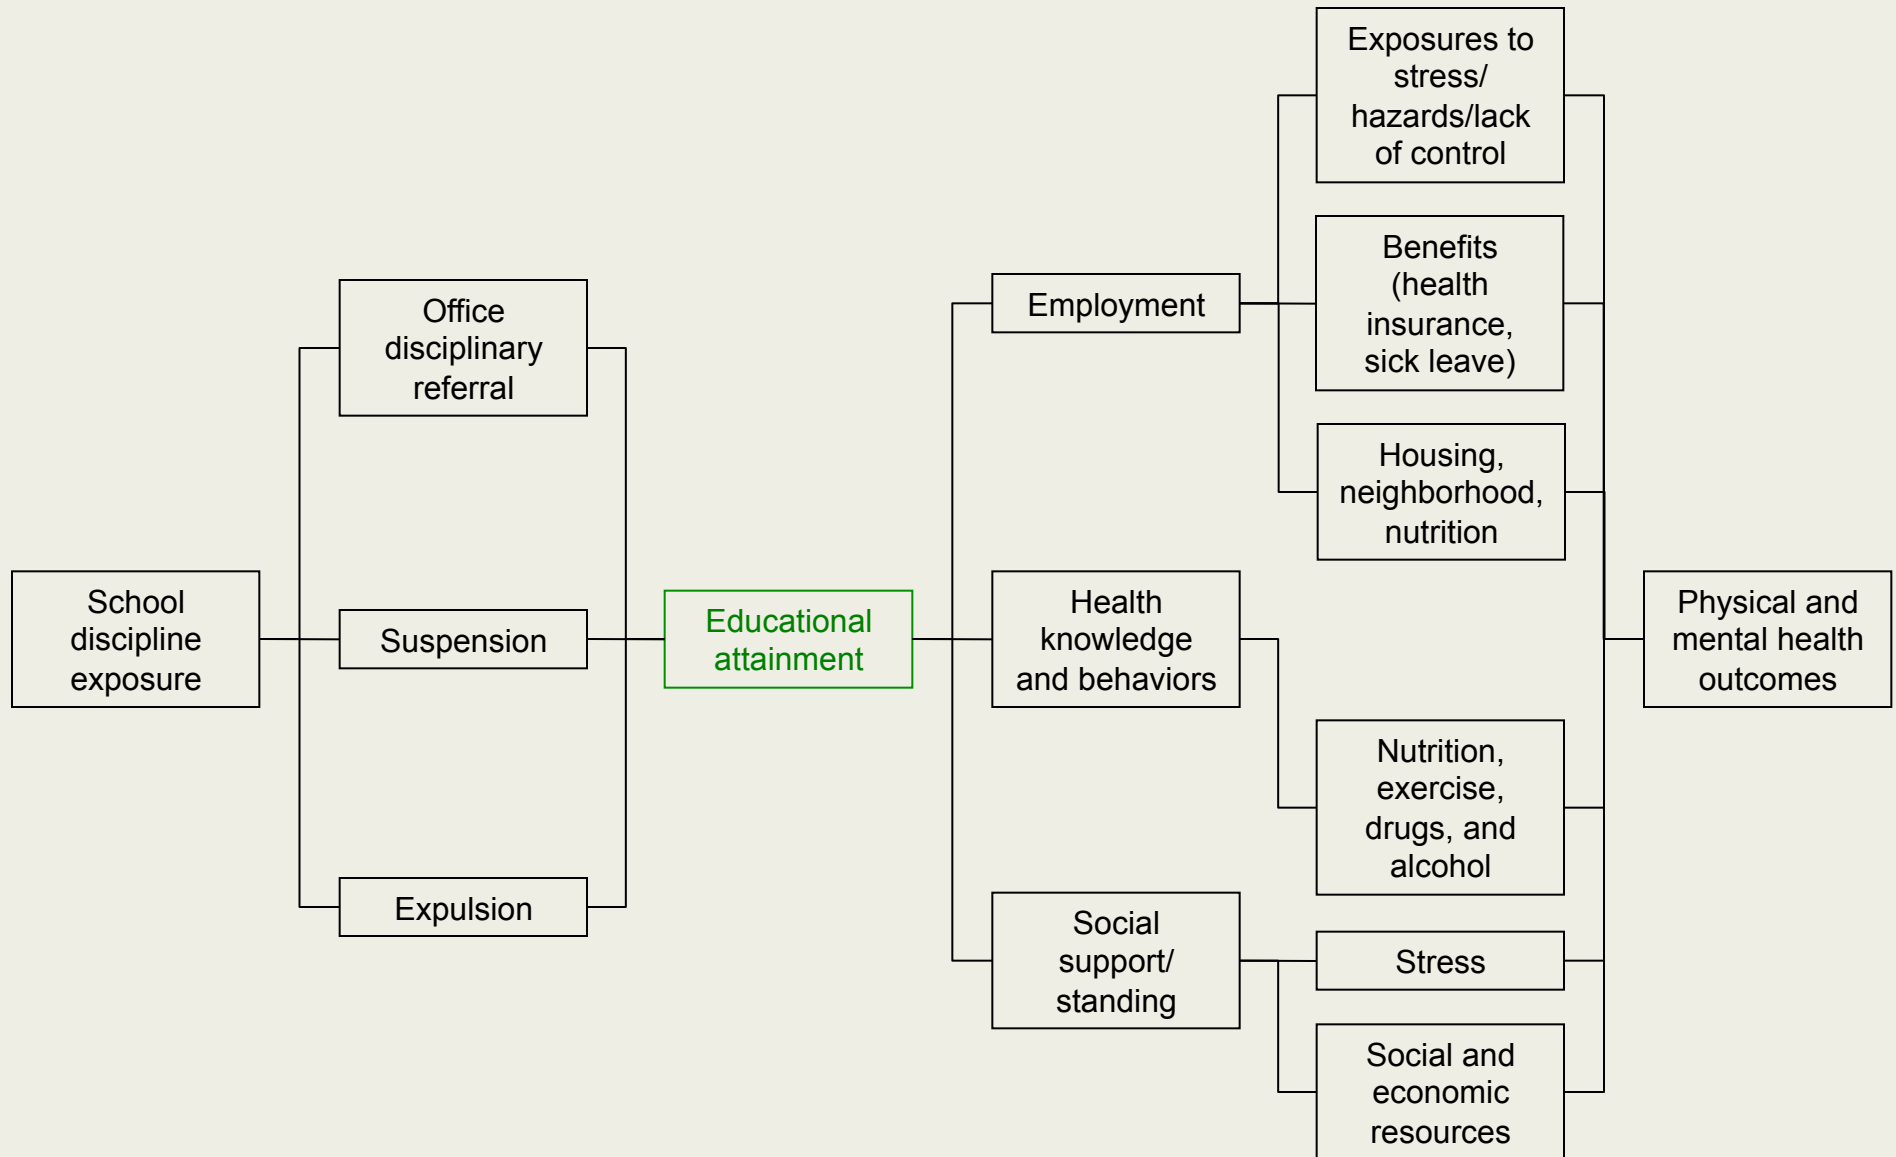 School
discipline
exposure
Office
disciplinary
referral
Suspension
Expulsion
Educational
attainment
Employment
Health
knowledge
and behaviors
Social
support/
standing
Exposures to
stress/
hazards/lack
of control
Benefits
(health
insurance,
sick leave)
Housing,
neighborhood,
nutrition
Nutrition,
exercise,
drugs, and
alcohol
Stress
Social and
economic
resources
Physical and
mental health
outcomes